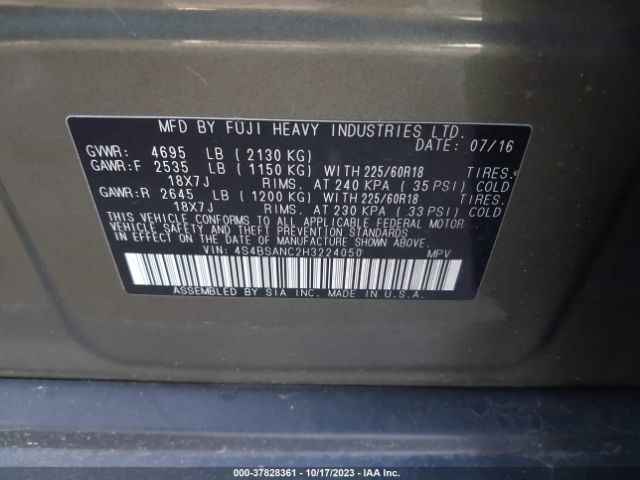 MFD BY FUJI HEAVY INDUSTRIES LTD.
DATE: 07/16
GVWR: 4695 LB ( 2130 KG)
GAWR:F 2535 LB ( 1150 KG) WITH 225/60R18 TIRES.
18X7J RIMS. AT 240 KPA ( 35 PSI) COLD
GAWR:R 2645 LB ( 1200 KG) WITH 225/60R18 TIRES.
18X7J RIMS. AT 230 KPA ( 33 PSI) COLD
THIS VEHICLE CONFORMS TO ALL APPLICABLE FEDERAL MOTOR
VEHICLE SAFETY AND THEFT PREVENTION STANDARDS IN
EFFECT ON THE DATE OF MANUFACTURE SHOWN ABOVE.
VIN: 4S4BSANC2H3224050 MPV
ASSEMBLED BY SIA INC. MADE IN U.S.A.
000-37828361 | 10/17/2023 | IAA Inc.